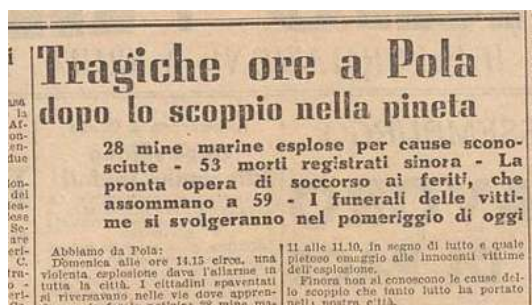 Tragiche ore a Pola
dopo lo scoppio nella pineta
28 mine marine esplose per cause scono-
sciute - 53 morti registrati sinora - La
pronta opera di soccorso ai feriti, che
assommano a 59 - I funerali delle vitti-
me si svolgeranno nel pomeriggio di oggi
Abbiamo da Pola:
Domenica alle ore 14.15 circa, una
violenta esplosione dava l'allarme in
tutta la città. I cittadini spaventati
si riversavano nelle vie dove appren-
11 alle 11.10, in segno di lutto e quale
pietoso omaggio alle innocenti vittime
dell'esplosione.
Finora non si conoscono le cause del-
lo scoppio che tanto lutto ha portato
nella nostra città.